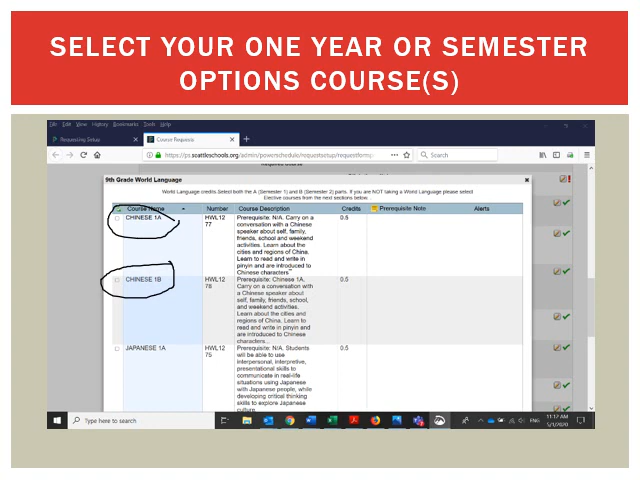 SELECT YOUR ONE YEAR OR SEMESTER
OPTIONS COURSE(S)
File Edit View History Bookmarks Tools Help
Requesting Setup
Course Requests
https://ps.seattleschools.org/admin/powerschedule/requestsetup/requestform
Search
9th Grade World Language
World Language credits.Select both the A (Semester 1) and B (Semester 2) parts. If you are NOT taking a Word Language please select
Elective courses from the next sections below...
Course Name Number Course Description Credits Prerequisite Note Alerts
CHINESE 1A HWL12 Prerequisite: N/A. Carry on a 0.5
77 conversation with a Chinese
speaker about self, family,
friends, school and weekend
activities. Learn about the
cities and regions of China.
Learn to read and write in
pinyin and are introduced to
Chinese characters
CHINESE 1B HWL12 Prerequisite: Chinese 1A. 0.5
78 Carry on a conversation with
a Chinese speaker about
self, family, friends, school,
and weekend activities.
Learn about the cities and
regions of China. Learn to
read and write in pinyin and
are introduced to Chinese
characters...
JAPANESE 1A HWL12 Prerequisite: N/A. Students 0.5
75 will be able to use
interpersonal, interpretive,
presentational skills to
communicate in real-life
situations using Japanese
with Japanese people, while
developing critical thinking
skills to explore Japanese
culture.
Type here to search
ENG
11:12 AM
5/1/2020